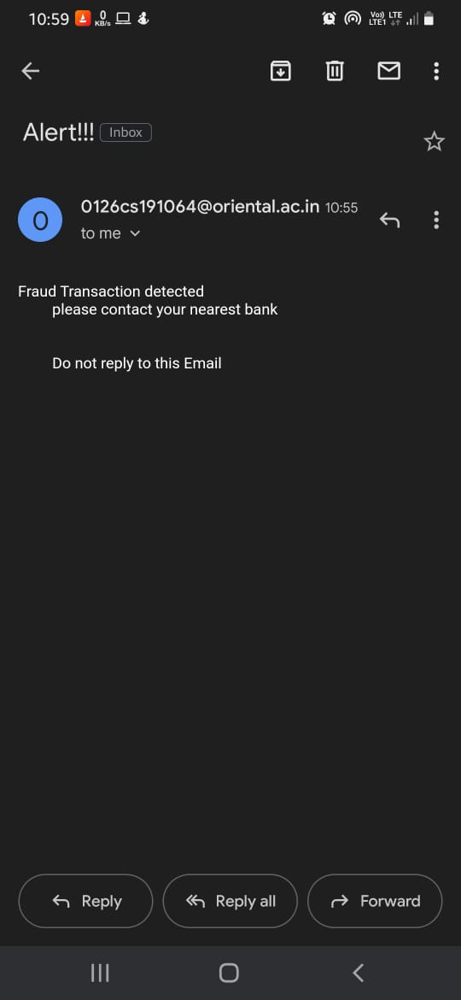 10:59 0 KB/s Vo) LTE LTE1
Alert!!! Inbox
0126cs191064@oriental.ac.in 10:55
O
to me
Fraud Transaction detected
please contact your nearest bank
Do not reply to this Email
Reply Reply all Forward